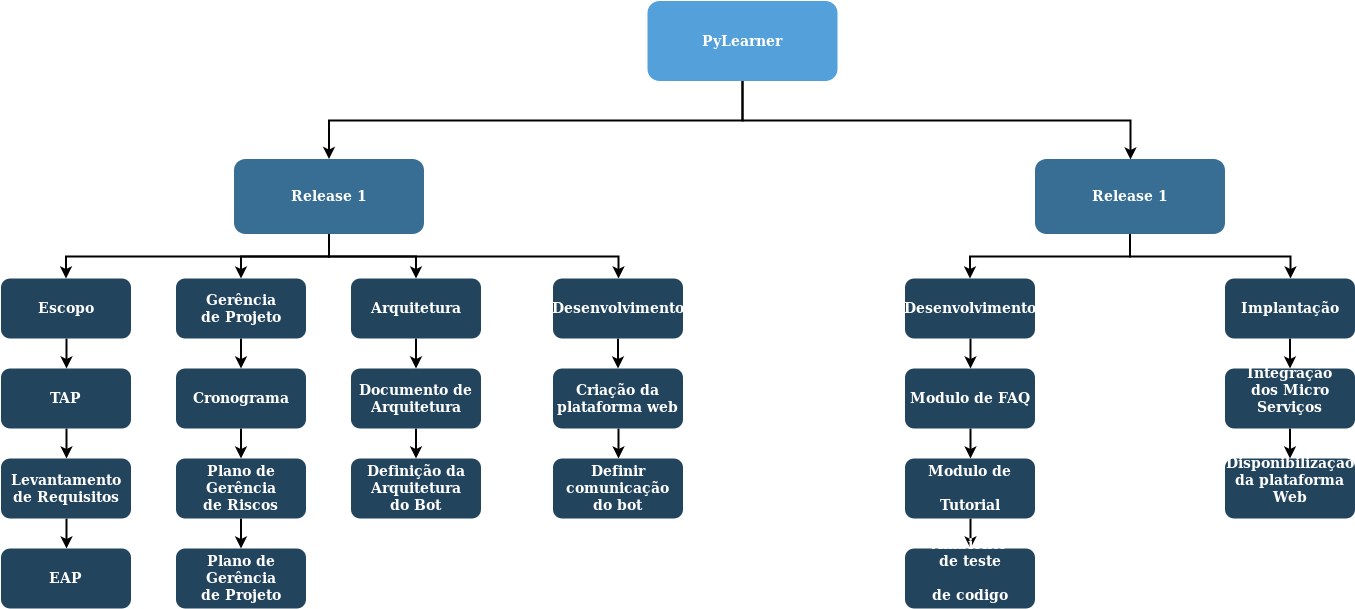 PyLearner
Release 1
Release 1
Escopo
Gerência
de Projeto
Arquitetura
Desenvolvimento
Desenvolvimento
Implantação
TAP
Cronograma
Documento de
Arquitetura
Criação da
plataforma web
Modulo de FAQ
Integração
dos Micro
Serviços
Levantamento
de Requisitos
Plano de
Gerência
de Riscos
Definição da
Arquitetura
do Bot
Definir
comunicação
do bot
Modulo de
Tutorial
Disponibilização
da plataforma
Web
EAP
Plano de
Gerência
de Projeto
de teste
de codigo